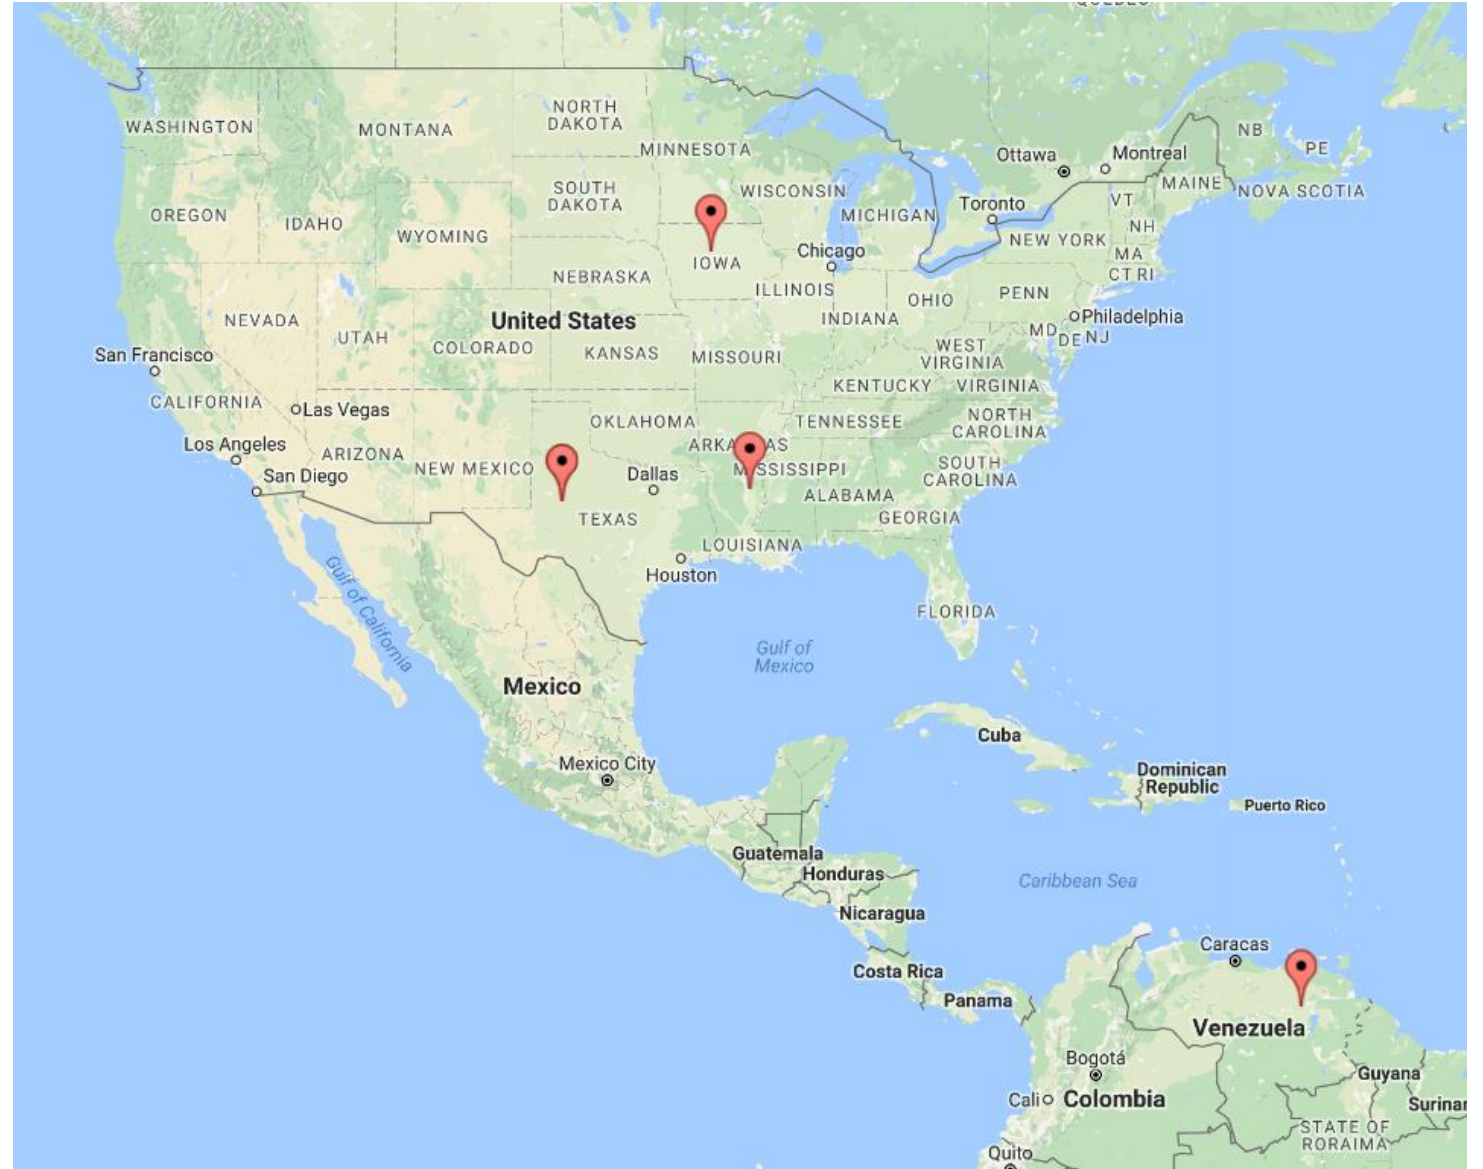 QUEBEC
WASHINGTON
MONTANA
NORTH
DAKOTA
MINNESOTA
Ottawa
Montreal
NB
PE
MAINE
NOVA SCOTIA
OREGON
IDAHO
SOUTH
DAKOTA
WISCONSIN
MICHIGAN
Toronto
VT
NH
WYOMING
NEW YORK
MA
CT RI
IOWA
Chicago
NEBRASKA
ILLINOIS
INDIANA
OHIO
PENN
Philadelphia
NEVADA
UTAH
United States
COLORADO
KANSAS
MISSOURI
WEST
VIRGINIA
MD
DE
NJ
San Francisco
CALIFORNIA
Las Vegas
KENTUCKY
VIRGINIA
OKLAHOMA
TENNESSEE
NORTH
CAROLINA
Los Angeles
ARIZONA
NEW MEXICO
San Diego
Dallas
ARKANSAS
MISSISSIPPI
SOUTH
CAROLINA
ALABAMA
TEXAS
GEORGIA
LOUISIANA
Houston
FLORIDA
Gulf of California
Gulf of
Mexico
Mexico
Cuba
Mexico City
Dominican
Republic
Puerto Rico
Guatemala
Honduras
Caribbean Sea
Nicaragua
Caracas
Costa Rica
Panama
Venezuela
Bogotá
Guyana
Cali
Colombia
Surinar
STATE OF
RORAIMA
Quito